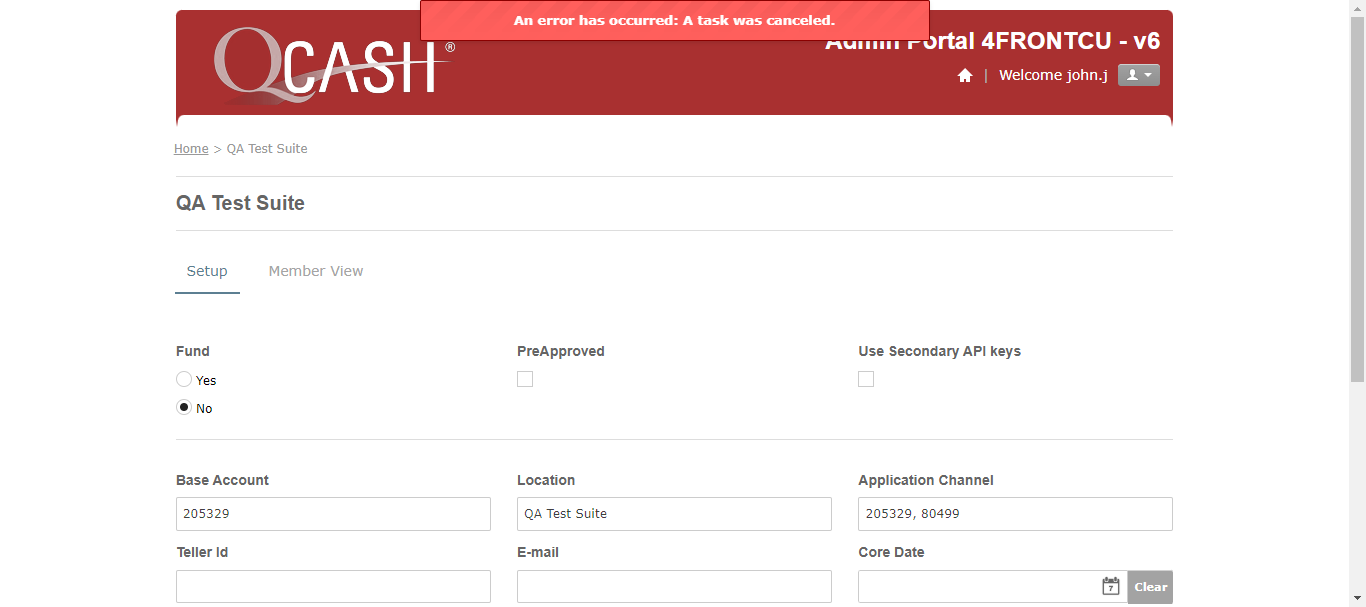 An error has occurred: A task was canceled.
QCASH®
Admin Portal 4FRONTCU - v6
| Welcome john.j
Home > QA Test Suite
QA Test Suite
Setup Member View
Fund PreApproved Use Secondary API keys
Yes
No
Base Account Location Application Channel
205329 QA Test Suite 205329, 80499
Teller Id E-mail Core Date
7 Clear